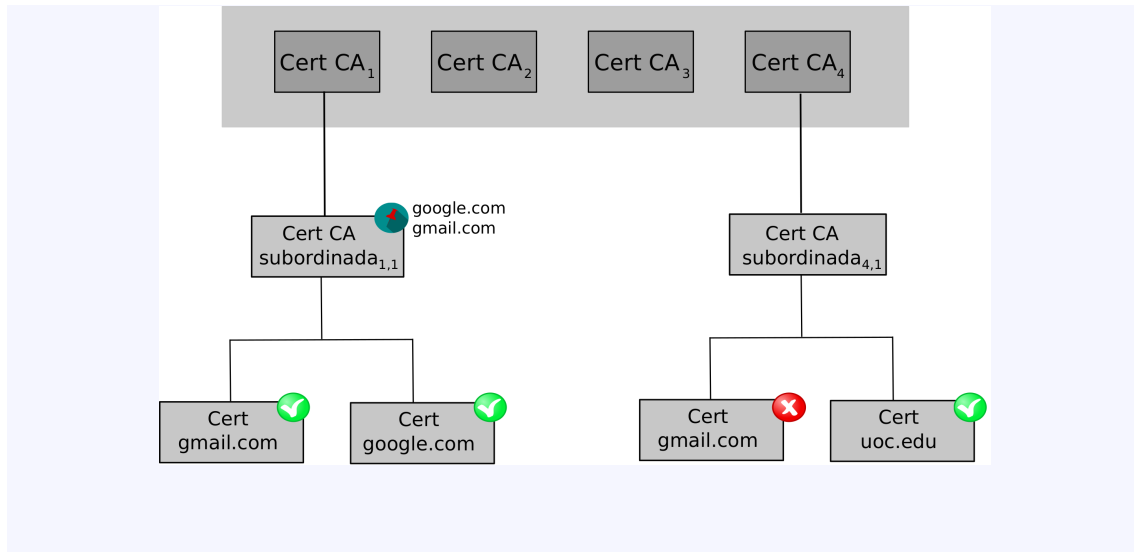 Cert CA1
Cert CA2
Cert CA3
Cert CA4
google.com
gmail.com
Cert CA
subordinada1,1
Cert CA
subordinada4,1
Cert
gmail.com
Cert
google.com
Cert
gmail.com
Cert
uoc.edu